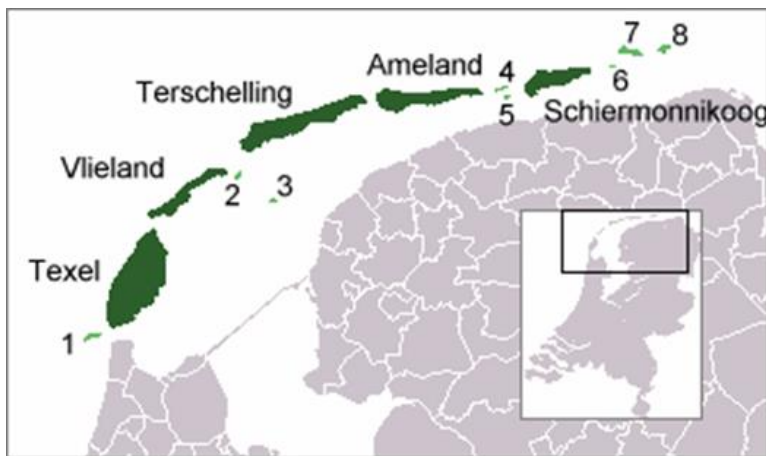 7 8
Ameland 4
6
Terschelling 5 Schiermonnikoog
Vlieland
2 3
Texel
1